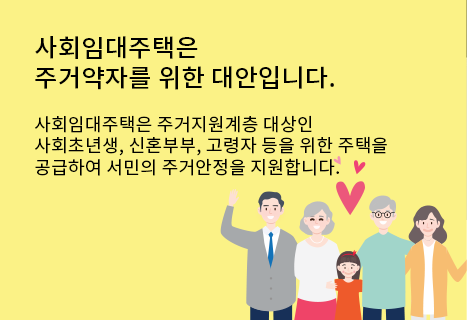 사회임대주택은
주거약자를 위한 대안입니다.
사회임대주택은 주거지원계층 대상인
사회초년생, 신혼부부, 고령자 등을 위한 주택을
공급하여 서민의 주거안정을 지원합니다.